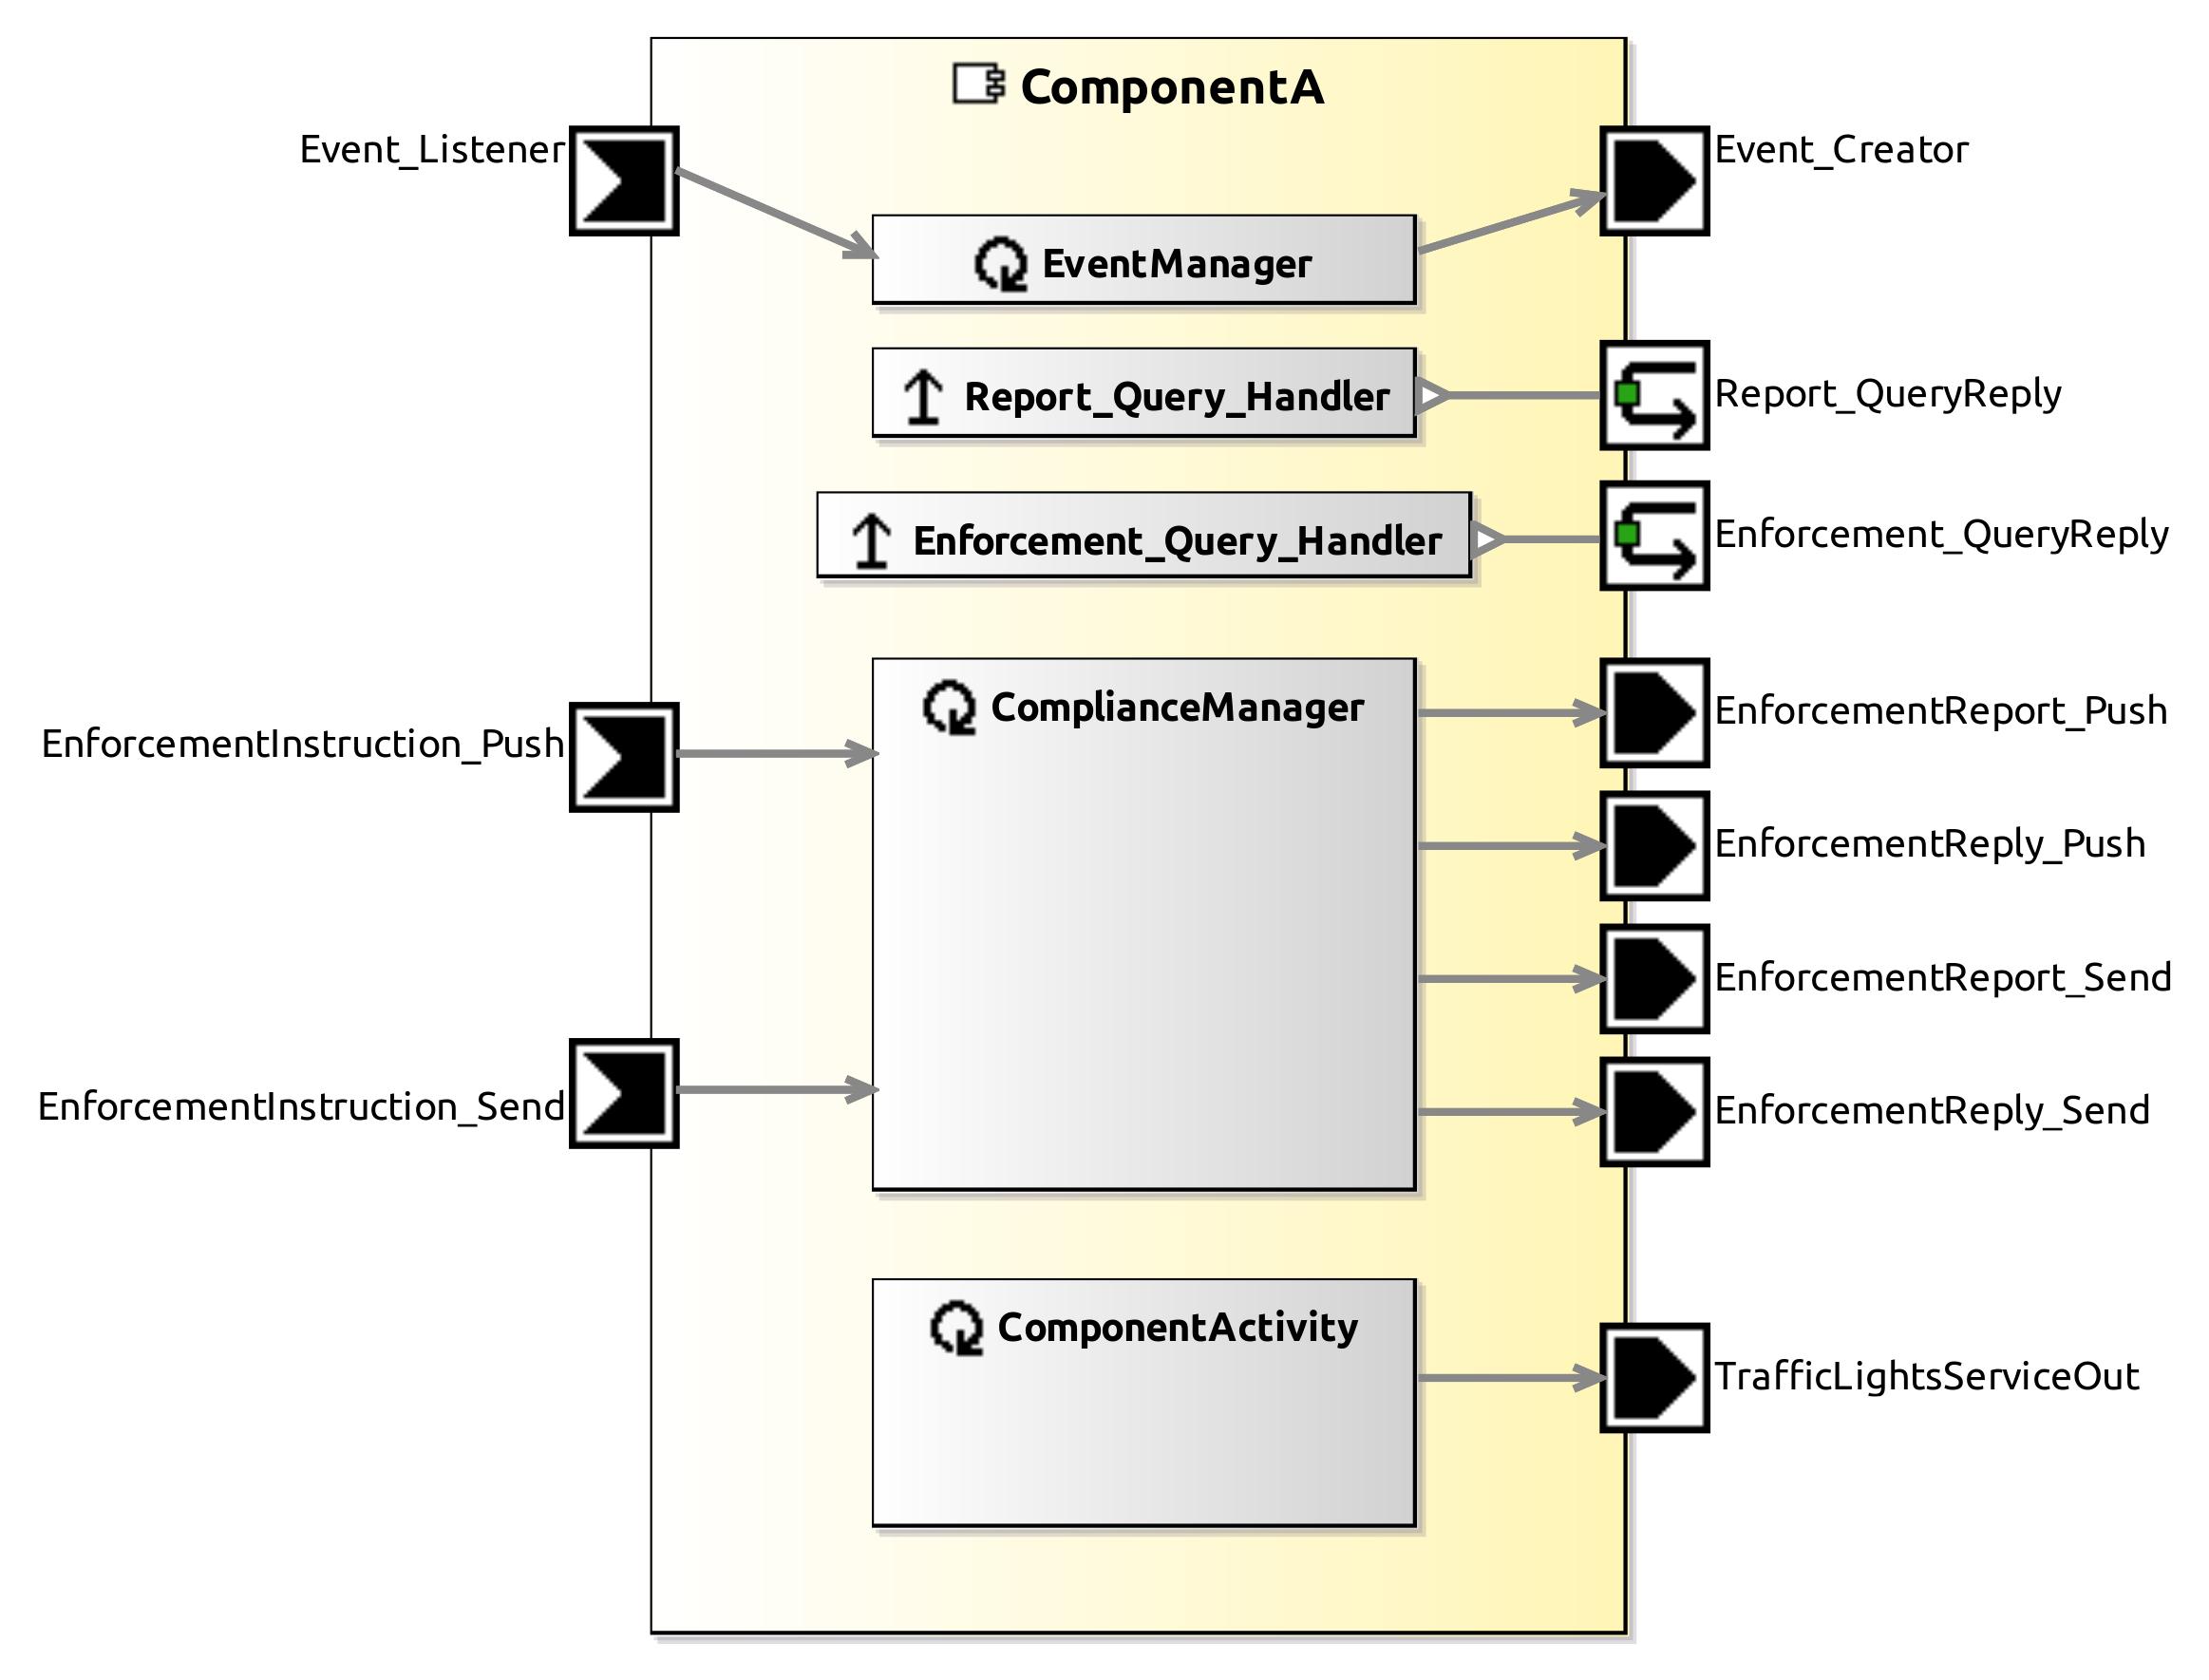 ComponentA
Event_Listener
Event_Creator
EventManager
Report_Query_Handler
Report_QueryReply
Enforcement_Query_Handler
Enforcement_QueryReply
ComplianceManager
EnforcementReport_Push
EnforcementInstruction_Push
EnforcementReply_Push
EnforcementReport_Send
EnforcementInstruction_Send
EnforcementReply_Send
ComponentActivity
TrafficLightsServiceOut